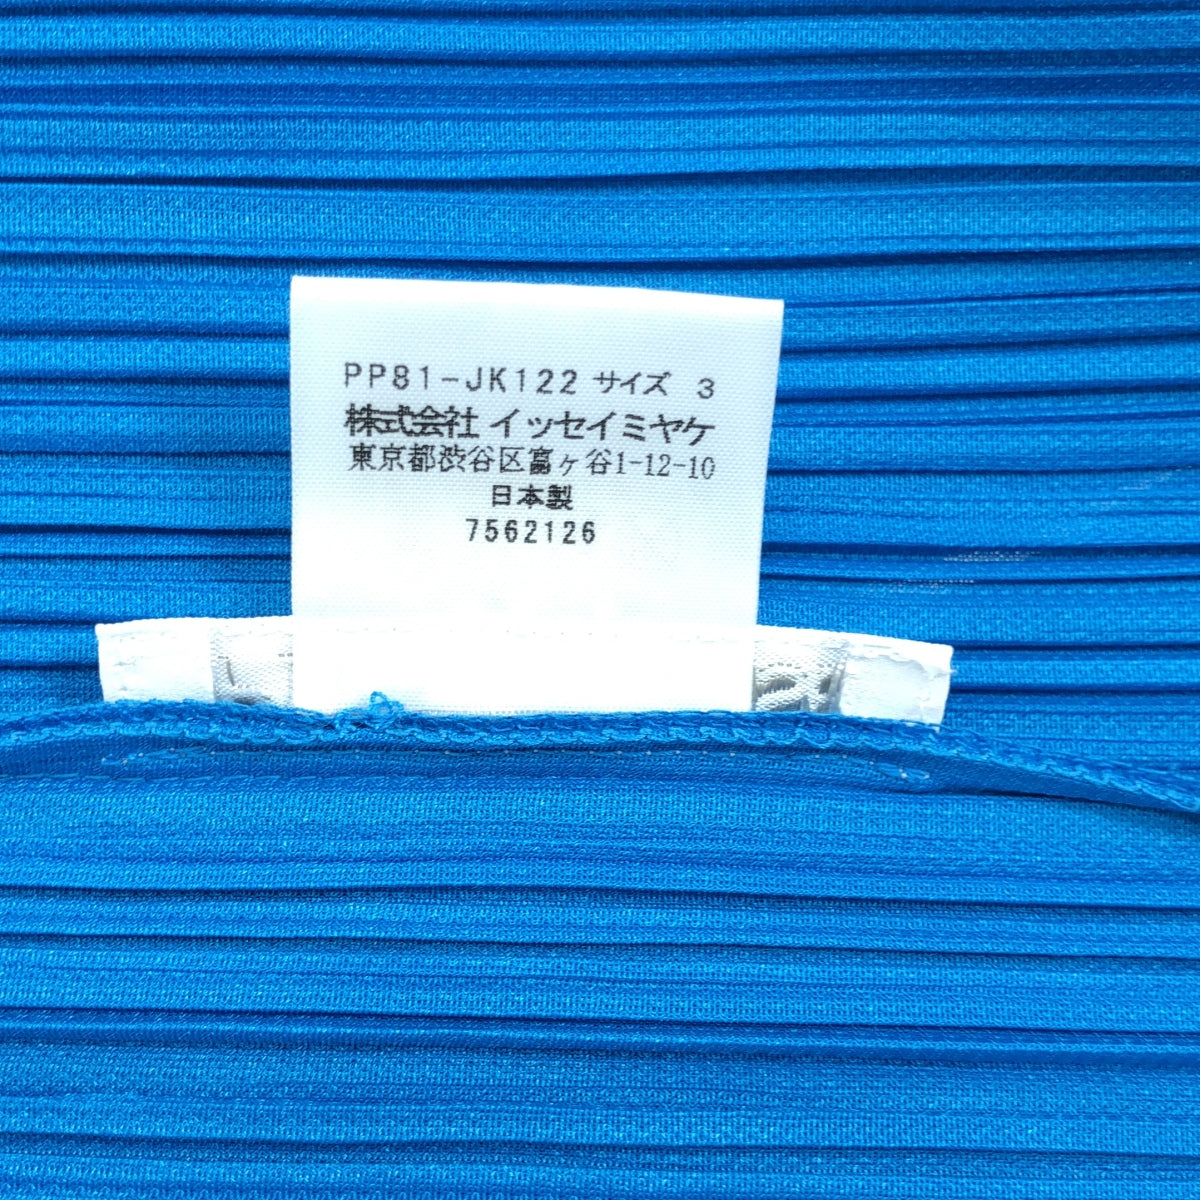 PP81-JK122 サイズ 3
株式会社 イッセイミヤケ
東京都渋谷区富ヶ谷1-12-10
日本製
7562126